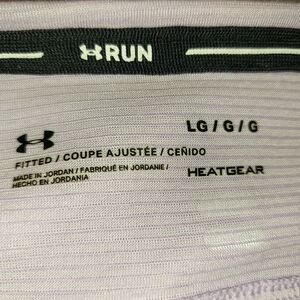 RUN
LG / G / G
FITTED / COUPE AJUSTÉE / CEÑIDO
MADE IN JORDAN / FABRIQUÉ EN JORDANIE /
HECHO EN JORDANIA
HEATGEAR